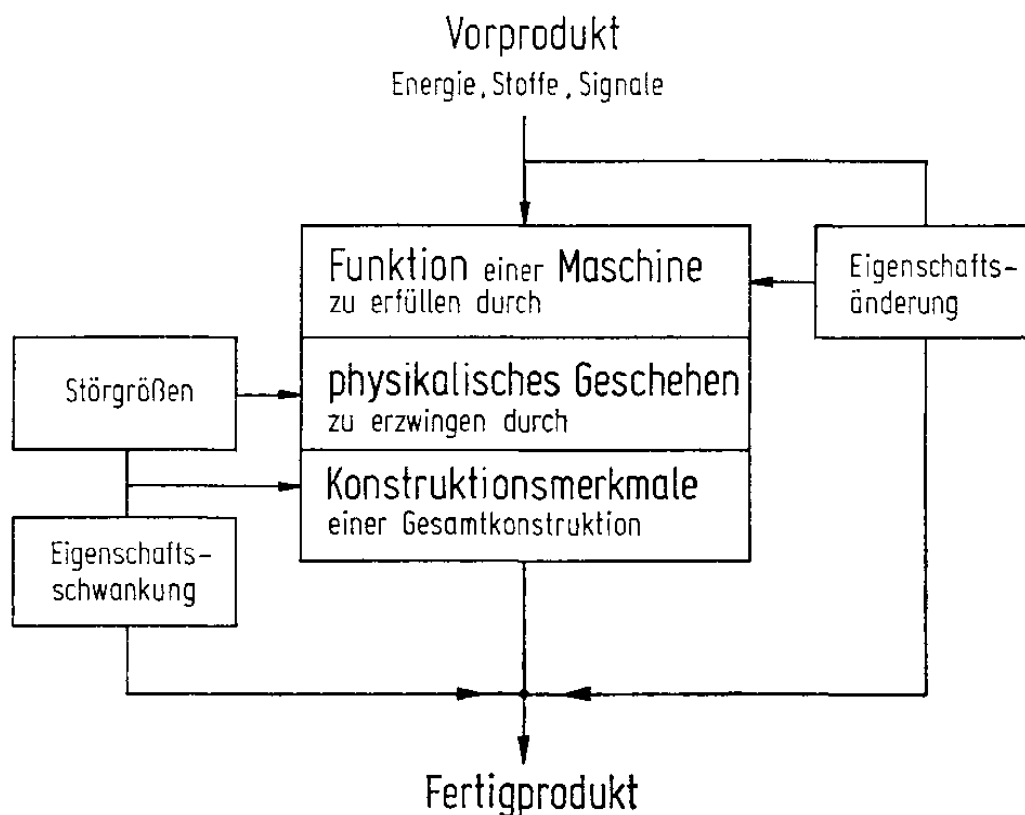 Vorprodukt
Energie, Stoffe, Signale
Funktion einer Maschine
zu erfüllen durch
Eigenschafts-
änderung
physikalisches Geschehen
zu erzwingen durch
Störgrößen
Konstruktionsmerkmale
einer Gesamtkonstruktion
Eigenschafts-
schwankung
Fertigprodukt